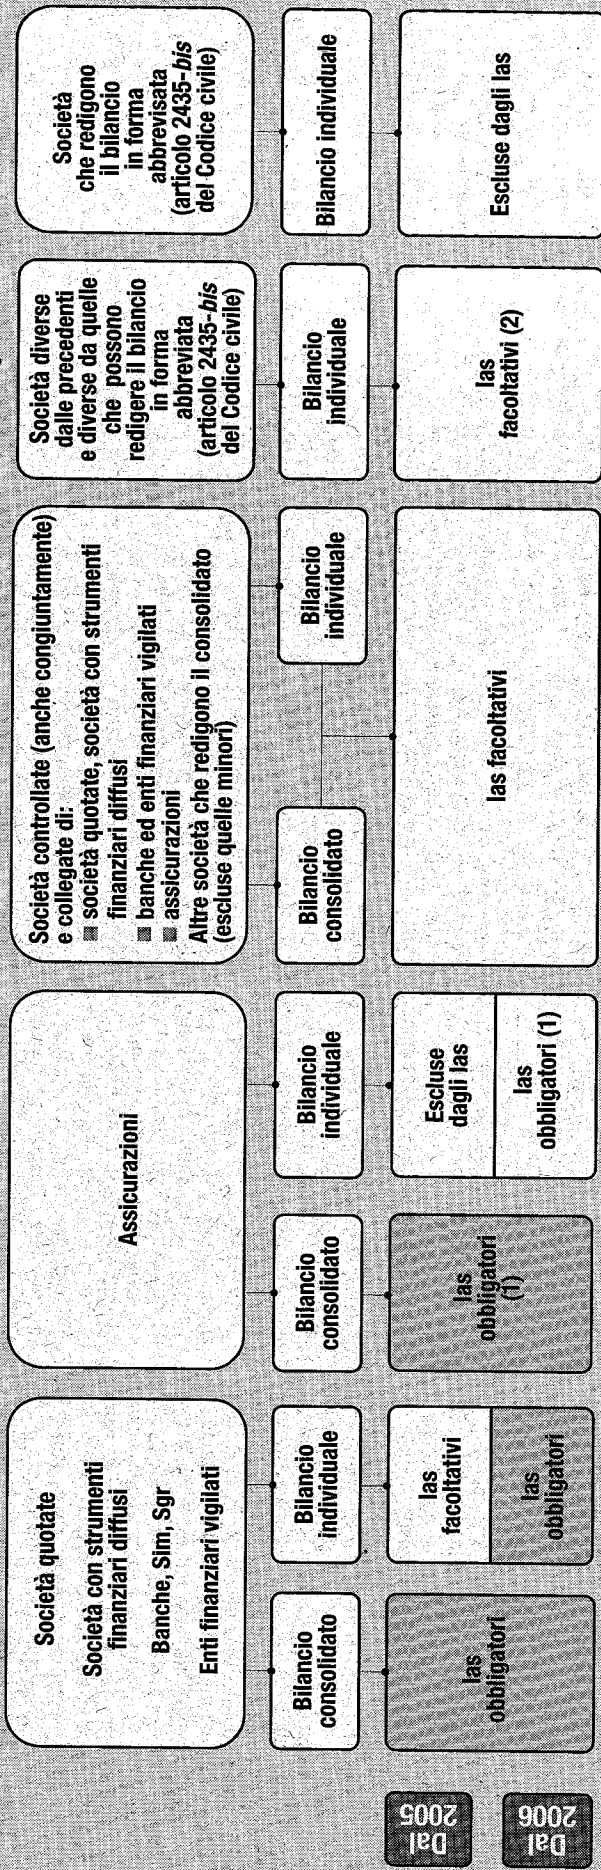 Società quotate
Società con strumenti
finanziari diffusi
Banche, Sim, Sgr
Enti finanziari vigilati
Assicurazioni
Società controllate (anche congiuntamente)
e collegate di:
società quotate, società con strumenti
finanziari diffusi
banche ed enti finanziari vigilati
assicurazioni
Altre società che redigono il consolidato
(escluse quelle minori)
Società diverse
dalle precedenti
e diverse da quelle
che possono
redigere il bilancio
in forma
abbreviata
(articolo 2435-bis
del Codice civile)
Società
che redigono
il bilancio
in forma
abbrevisata
(articolo 2435-bis
del Codice civile)
Bilancio
consolidato
Bilancio
individuale
Bilancio
consolidato
Bilancio
individuale
Bilancio
consolidato
Bilancio
individuale
Bilancio
individuale
Bilancio individuale
Dal
2005
Dal
2006
Ias
obbligatori
Ias
facoltativi
Ias
obbligatori
Ias
obbligatori
(1)
Escluse
dagli Ias
Ias
obbligatori (1)
Ias facoltativi
Ias
facoltativi (2)
Escluse dagli Ias